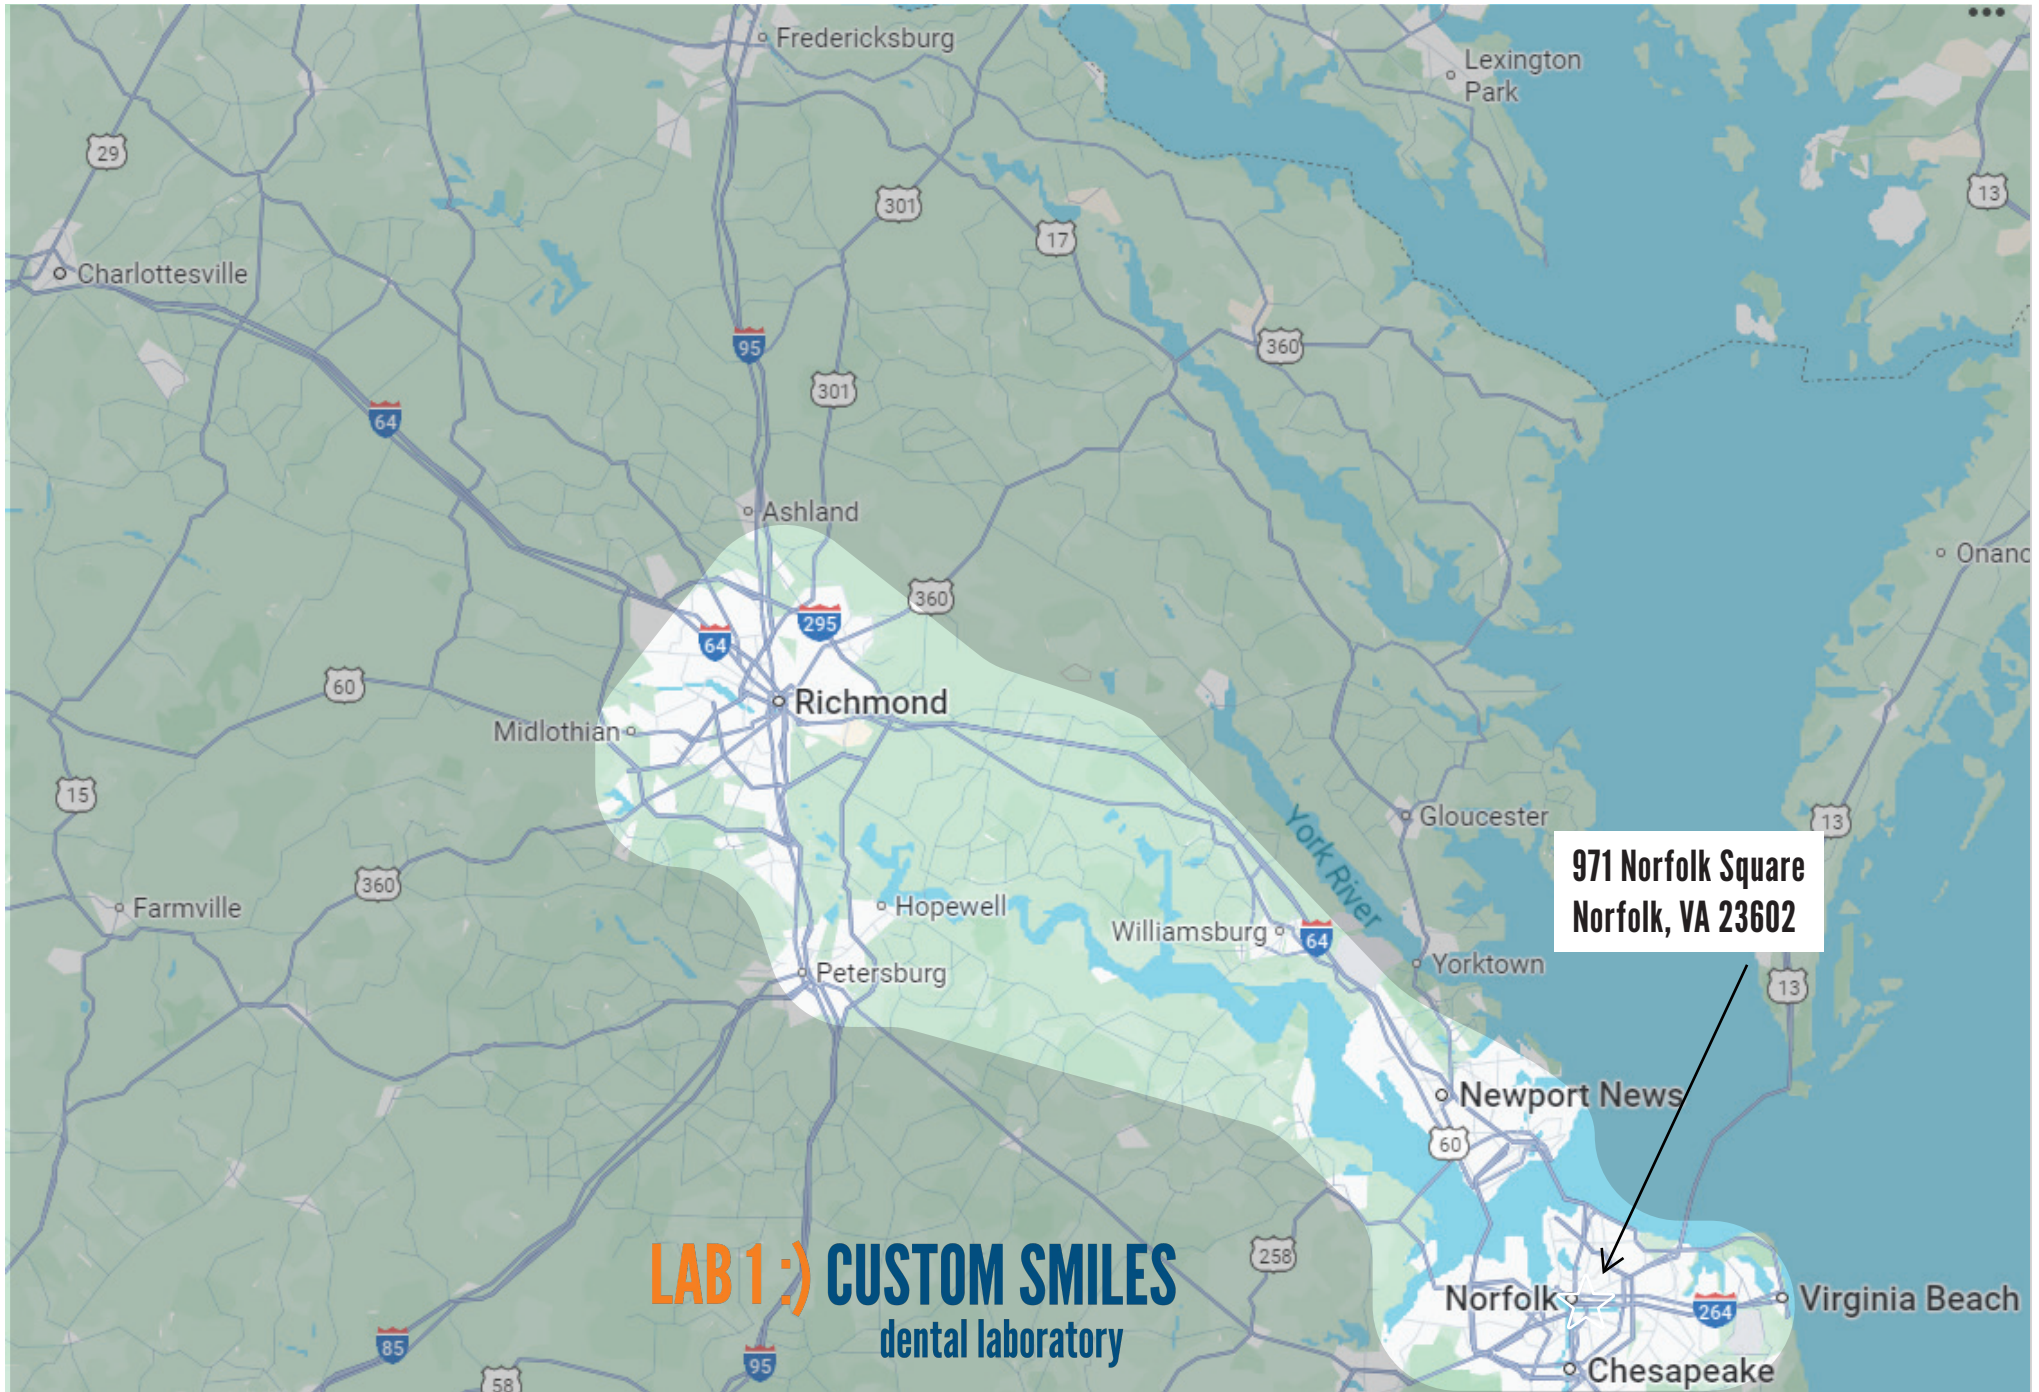 Fredericksburg
Lexington
Park
29
301
17
13
Charlottesville
95
360
301
64
Ashland
Onanc
360
295
64
60
Richmond
Midlothian
15
Gloucester
13
York River
971 Norfolk Square
Norfolk, VA 23602
360
Farmville
Hopewell
Williamsburg
64
Yorktown
Petersburg
13
Newport News
60
258
LAB 1 :) CUSTOM SMILES
dental laboratory
Norfolk
264
Virginia Beach
85
95
58
Chesapeake